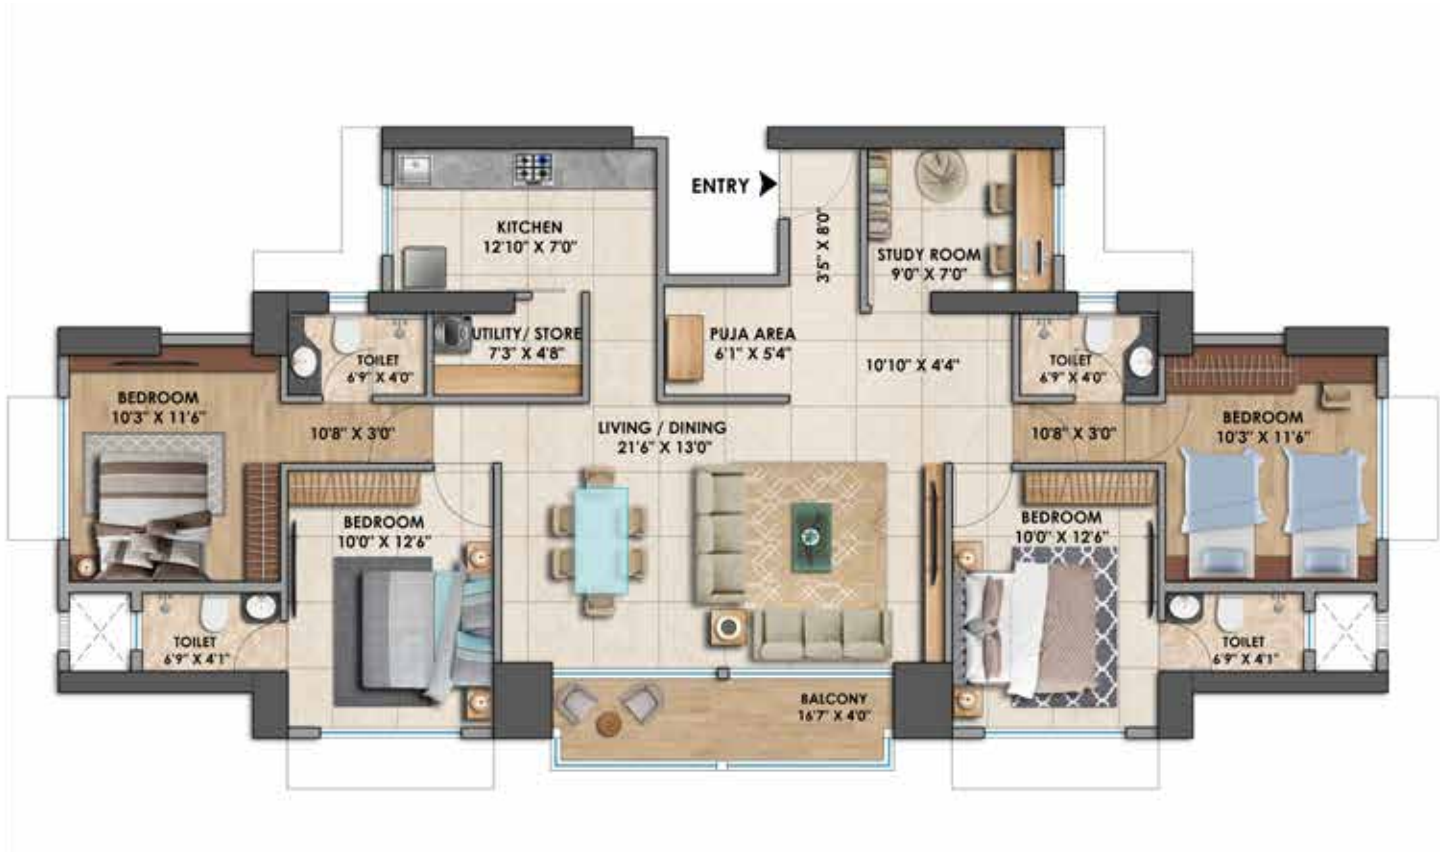 ENTRY
KITCHEN
12'10" X 7'0"
3'5" X 8'0"
STUDY ROOM
9'0" X 7'0"
UTILITY/ STORE
7'3" X 4'8"
PUJA AREA
6'1" X 5'4"
TOILET
6'9" X 4'0"
10'10" X 4'4"
TOILET
6'9" X 4'0"
BEDROOM
10'3" X 11'6"
10'8" X 3'0"
LIVING / DINING
21'6" X 13'0"
10'8" X 3'0"
BEDROOM
10'3" X 11'6"
BEDROOM
10'0" X 12'6"
BEDROOM
10'0" X 12'6"
TOILET
6'9" X 4'1"
TOILET
6'9" X 4'1"
BALCONY
16'7" X 4'0"